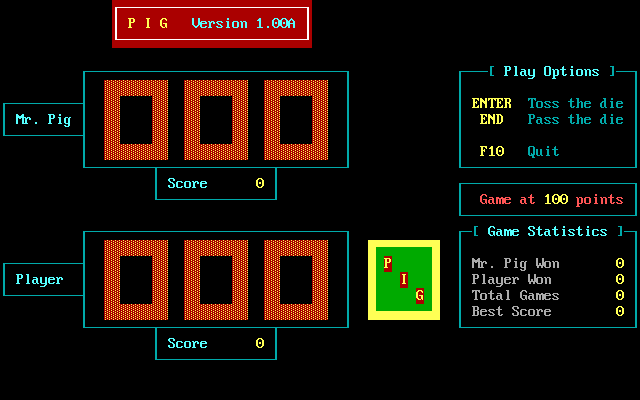 P I G Version 1.00A
[ Play Options ]
ENTER Toss the die
END Pass the die
F10 Quit
Mr. Pig
000
Score 0
Game at 100 points
[ Game Statistics ]
Mr. Pig Won 0
Player Won 0
Total Games 0
Best Score 0
Player
000
Score 0
P
I
G